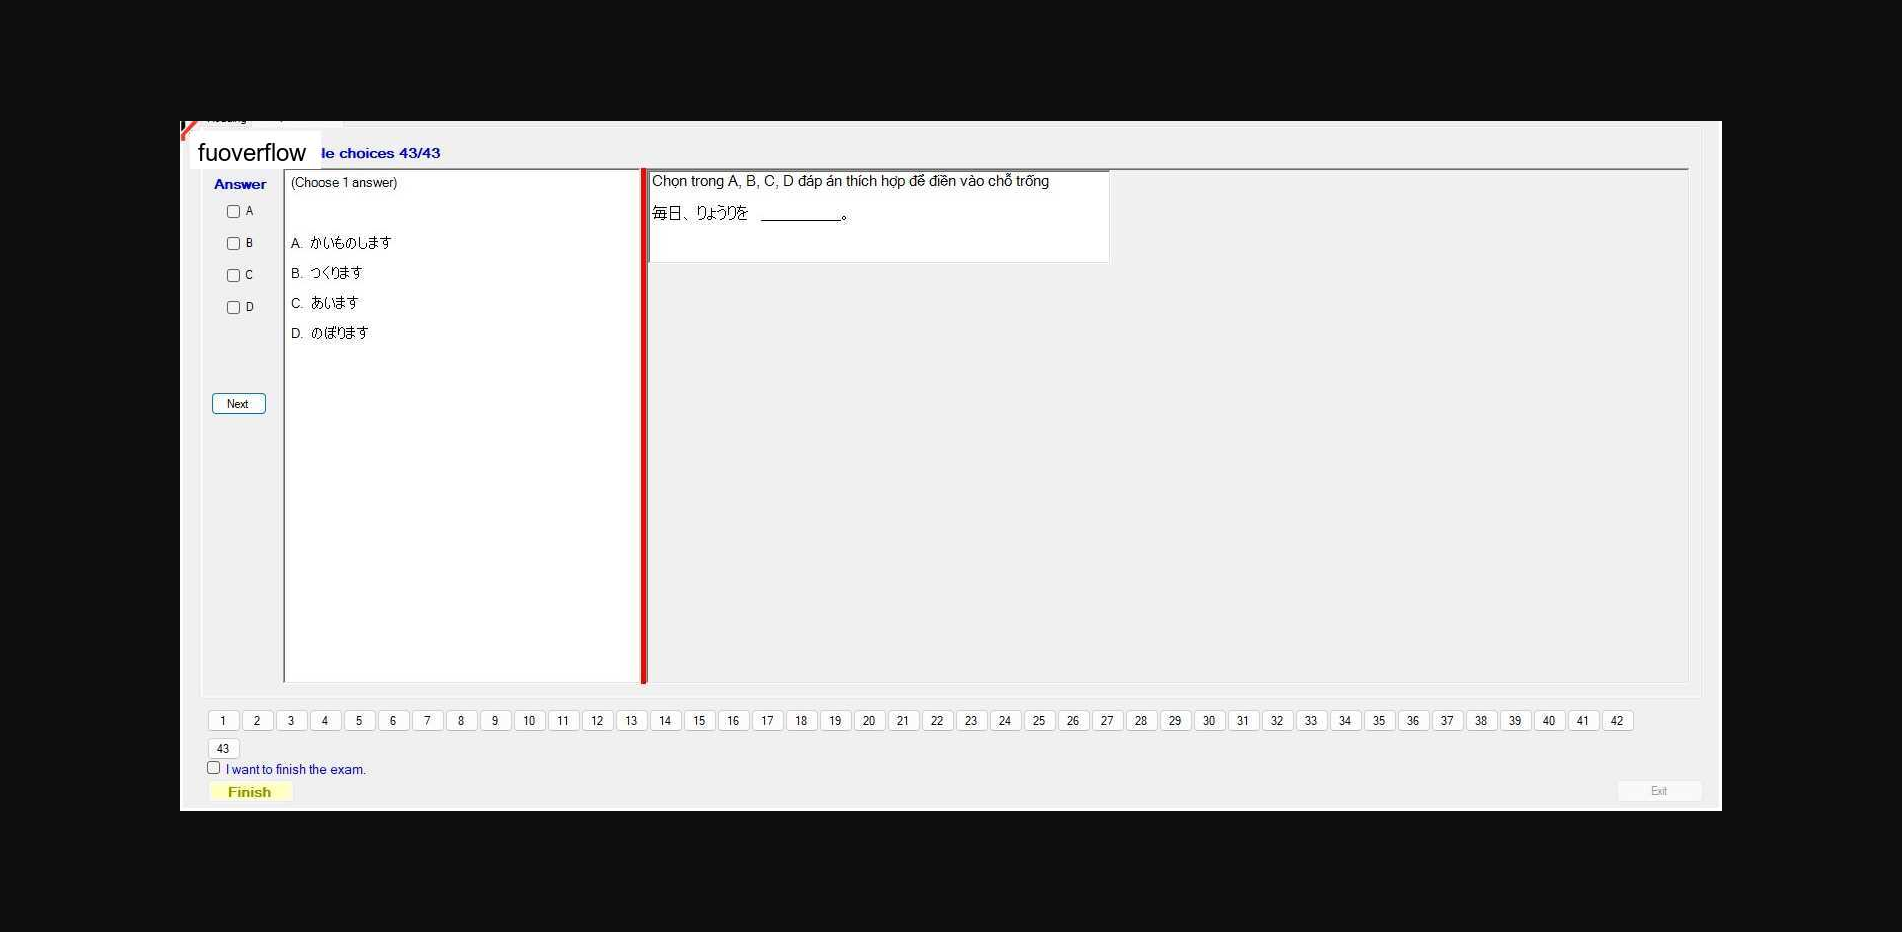 fuoverflow
le choices 43/43
Answer
(Choose 1 answer)
A
B
C
D
A. かいものします
B. つくります
C. あいます
D. のぼります
Next
Chọn trong A, B, C, D đáp án thích hợp để điền vào chỗ trống
毎日、りょうりを __________。
1 2 3 4 5 6 7 8 9 10 11 12 13 14 15 16 17 18 19 20 21 22 23 24 25 26 27 28 29 30 31 32 33 34 35 36 37 38 39 40 41 42
43
I want to finish the exam.
Finish
Exit